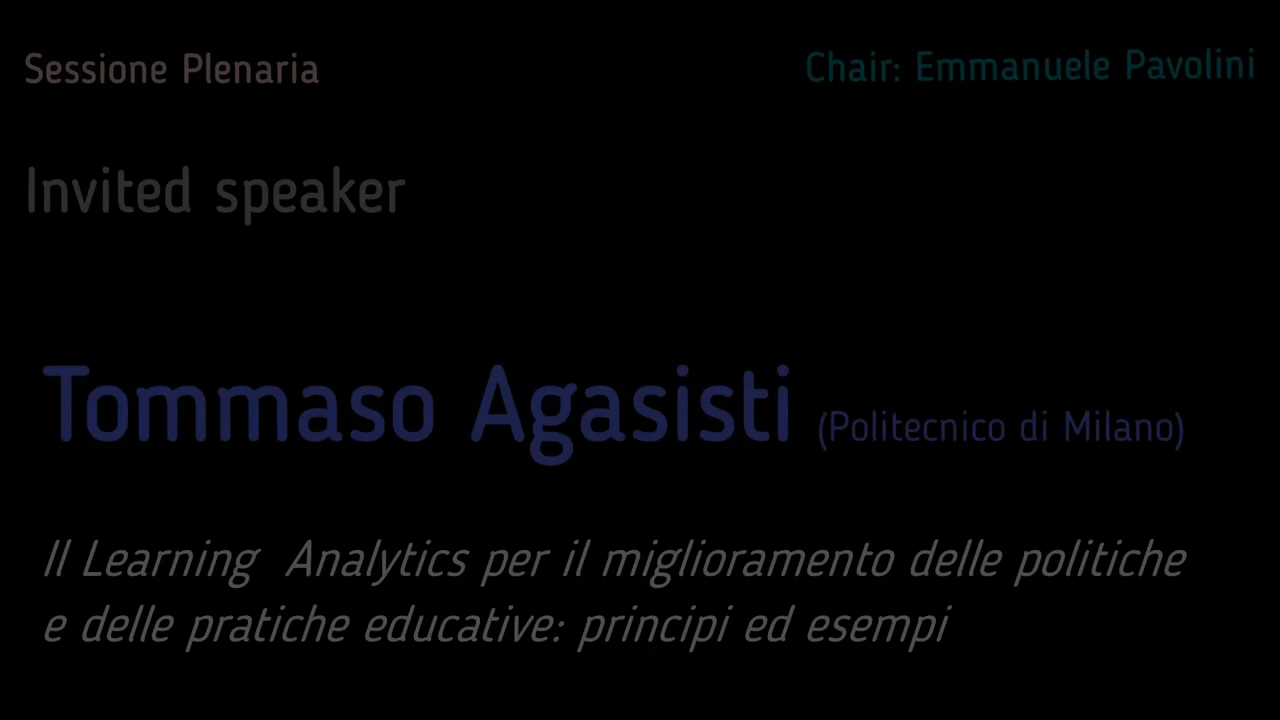 Sessione Plenaria
Chair: Emmanuele Pavolini
Invited speaker
Tommaso Agasisti (Politecnico di Milano)
Il Learning Analytics per il miglioramento delle politiche
e delle pratiche educative: principi ed esempi